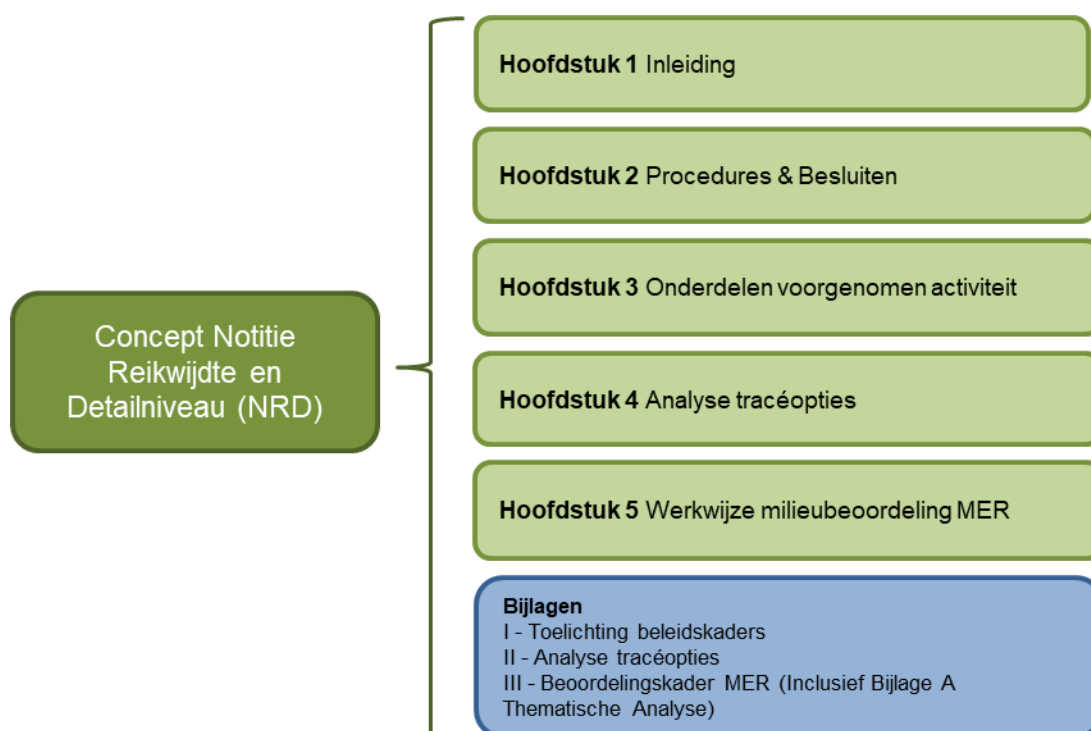 Concept Notitie
Reikwijdte en
Detailniveau (NRD)
Hoofdstuk 1 Inleiding
Hoofdstuk 2 Procedures & Besluiten
Hoofdstuk 3 Onderdelen voorgenomen activiteit
Hoofdstuk 4 Analyse tracéopties
Hoofdstuk 5 Werkwijze milieubeoordeling MER
Bijlagen
I - Toelichting beleidskaders
II - Analyse tracéopties
III - Beoordelingskader MER (Inclusief Bijlage A
Thematische Analyse)